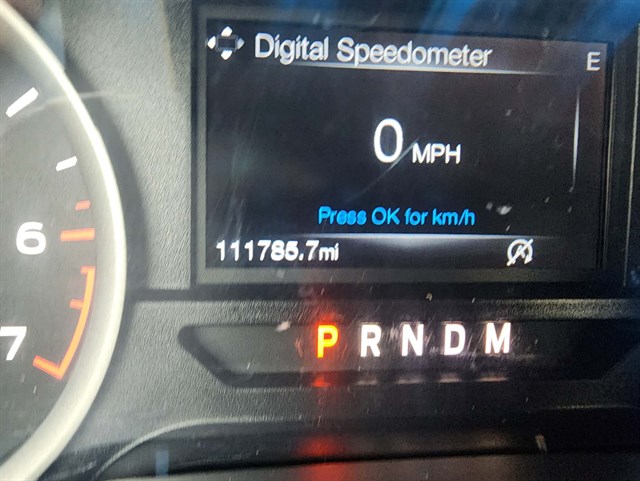 Digital Speedometer
E
0 MPH
Press OK for km/h
111785.7mi
6
7
P R N D M